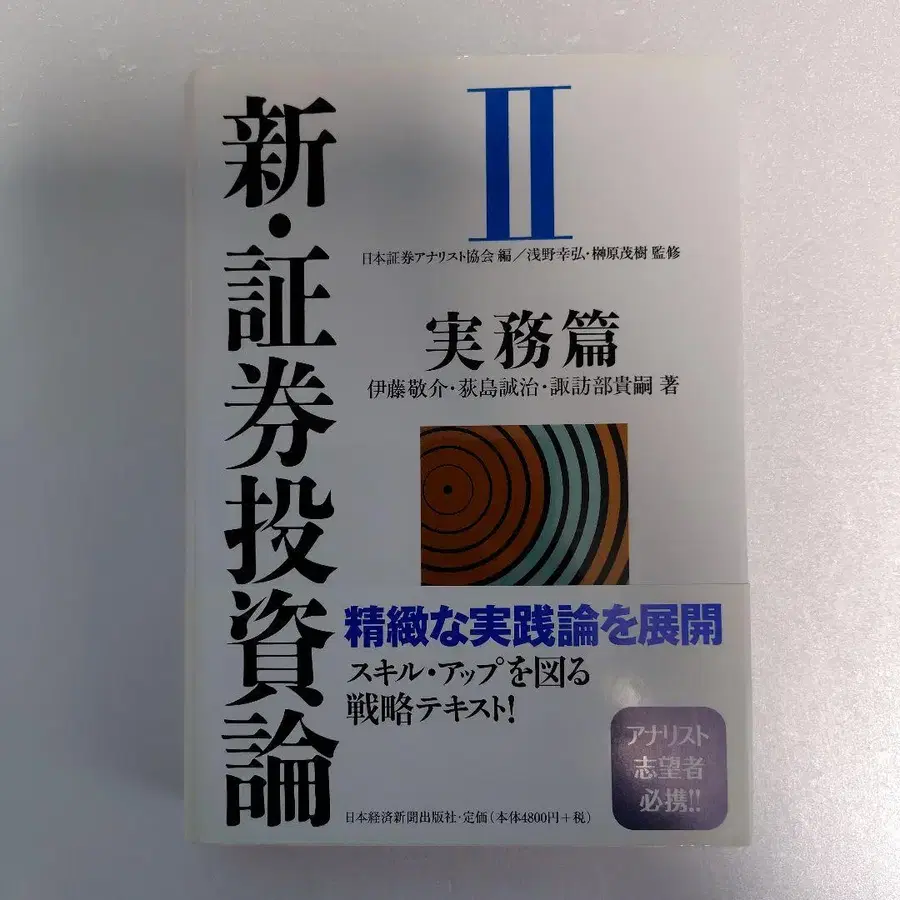 新・証券投資論
II
日本証券アナリスト協会 編／浅野幸弘・榊原茂樹 監修
実務篇
伊藤敬介・荻島誠治・諏訪部貴嗣 著
精緻な実践論を展開
スキル・アップを図る
戦略テキスト!
アナリスト
志望者
必携!!
日本経済新聞出版社・定価(本体4800円+税)